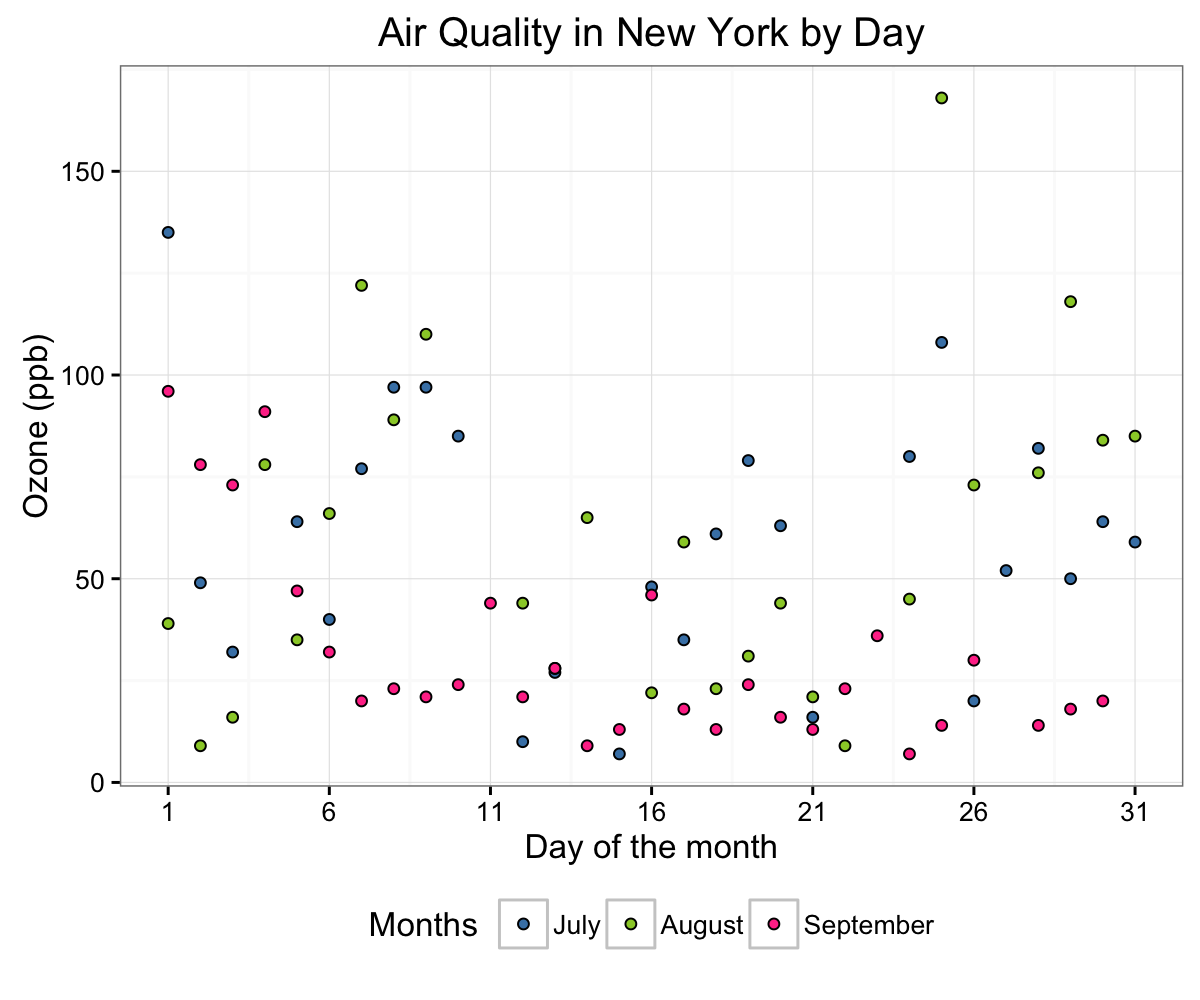 Air Quality in New York by Day
Ozone (ppb)
150
100
50
0
1 6 11 16 21 26 31
Day of the month
Months July August September